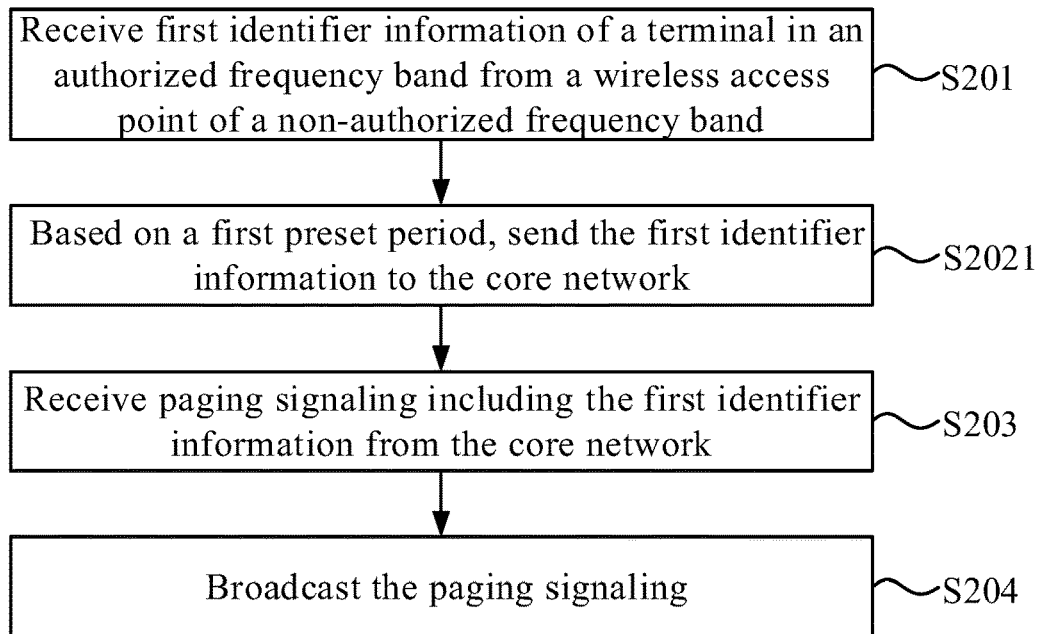 Receive first identifier information of a terminal in an
authorized frequency band from a wireless access
point of a non-authorized frequency band
S201
Based on a first preset period, send the first identifier
information to the core network
S2021
Receive paging signaling including the first identifier
information from the core network
S203
Broadcast the paging signaling
S204